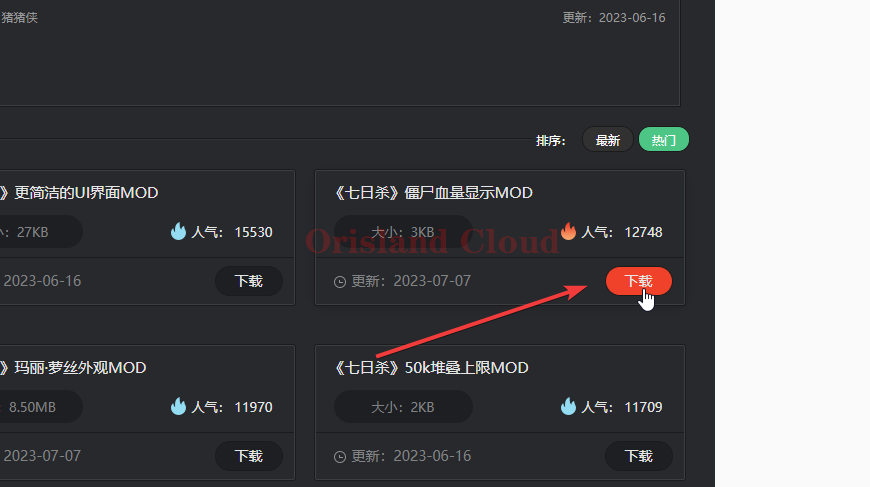 猪猪侠
更新：2023-06-16
排序：
最新
热门
》更简洁的UI界面MOD
《七日杀》僵尸血量显示MOD
小：27KB
人气： 15530
大小：3KB
人气： 12748
Orisland Cloud
2023-06-16
下载
更新：2023-07-07
下载
》玛丽·萝丝外观MOD
《七日杀》50k堆叠上限MOD
：8.50MB
人气： 11970
大小：2KB
人气： 11709
2023-07-07
下载
更新：2023-06-16
下载